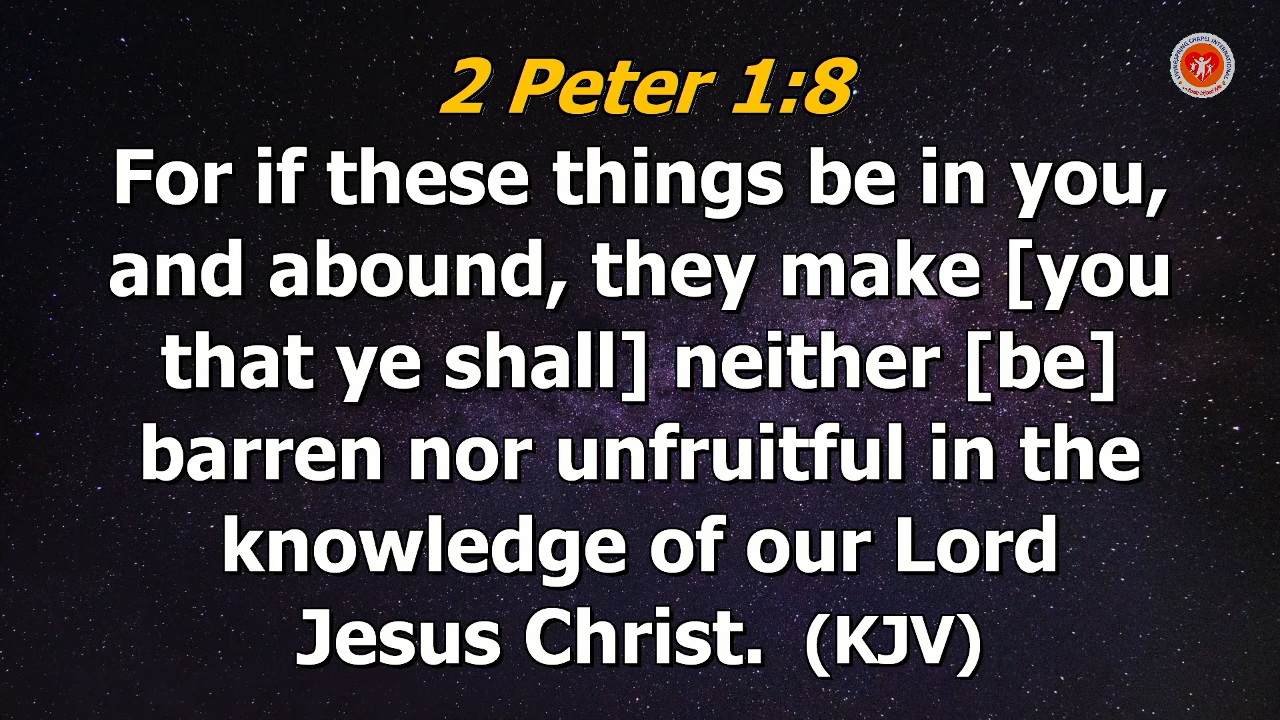 2 Peter 1:8
For if these things be in you,
and abound, they make [you
that ye shall] neither [be]
barren nor unfruitful in the
knowledge of our Lord
Jesus Christ. (KJV)